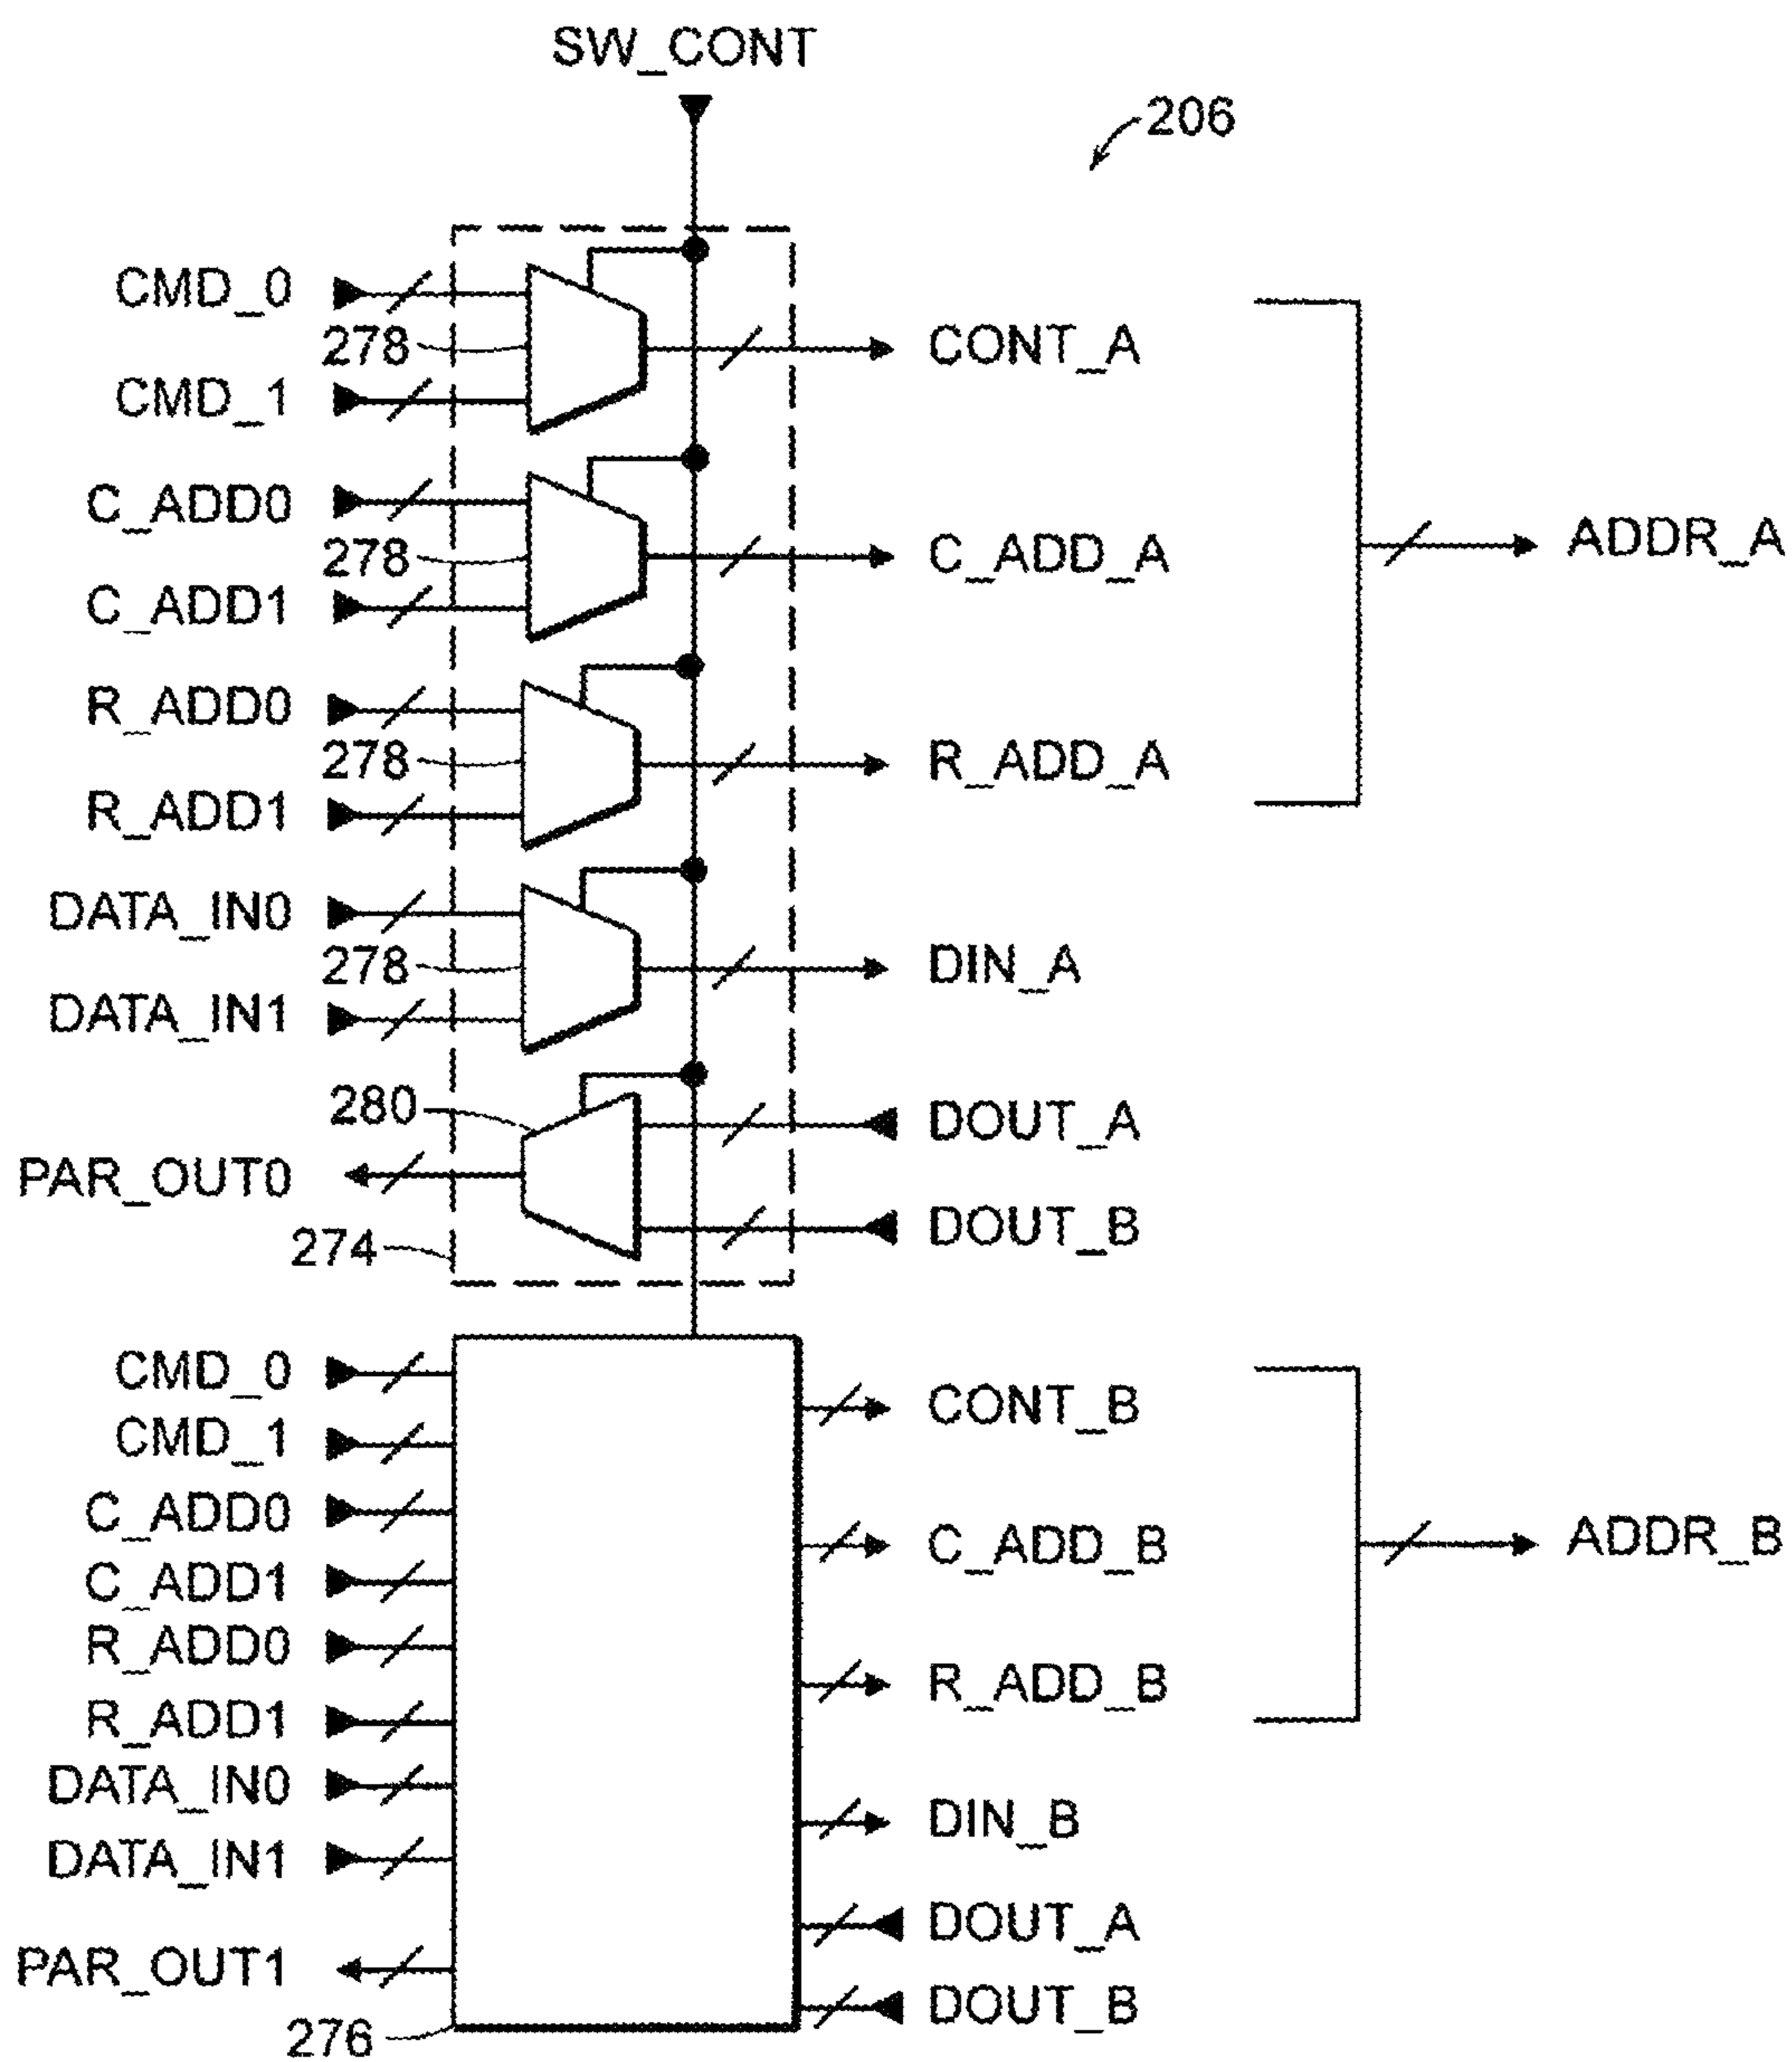 SW_CONT
206
CMD_0
278
CMD_1
CONT_A
C_ADD0
278
C_ADD1
C_ADD_A
ADDR_A
R_ADD0
278
R_ADD1
R_ADD_A
DATA_IN0
278
DATA_IN1
DIN_A
280
DOUT_A
PAR_OUT0
DOUT_B
274
CMD_0
CMD_1
CONT_B
C_ADD0
C_ADD1
C_ADD_B
ADDR_B
R_ADD0
R_ADD1
R_ADD_B
DATA_IN0
DATA_IN1
DIN_B
DOUT_A
PAR_OUT1
DOUT_B
276